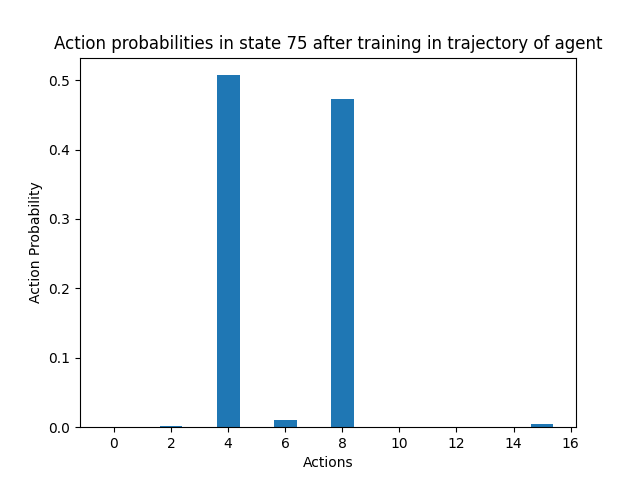 Action probabilities in state 75 after training in trajectory of agent
0.5
0.4
0.3
0.2
0.1
0.0
Action Probability
0 2 4 6 8 10 12 14 16
Actions